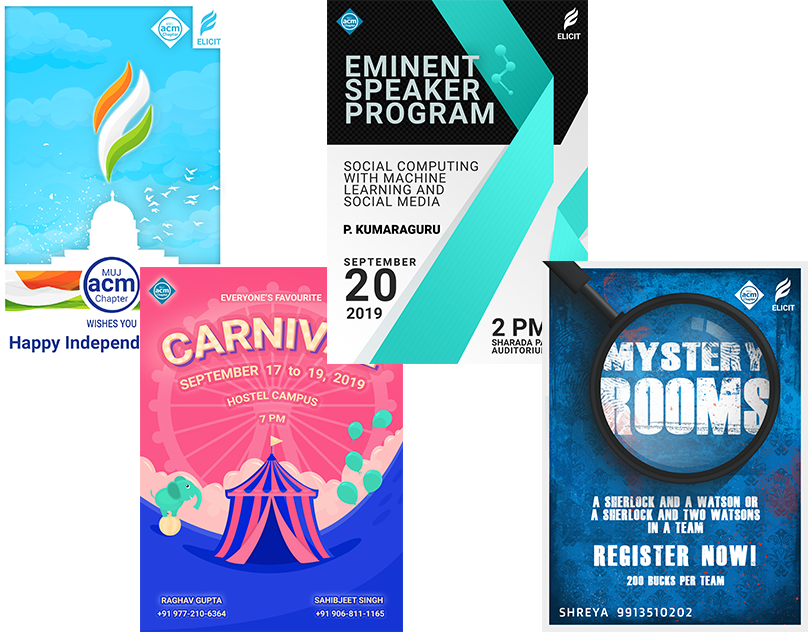 MUJ
acm
Chapter
ELICIT
MUJ
acm
Chapter
WISHES YOU
Happy Independ
acm
ELICIT
EMINENT
SPEAKER
PROGRAM
SOCIAL COMPUTING
WITH MACHINE
LEARNING AND
SOCIAL MEDIA
P. KUMARAGURU
SEPTEMBER
20
2019
2 PM
SHARADA PA
AUDITORIUM
acm
EVERYONE'S FAVOURITE
CARNIV
SEPTEMBER 17 to 19, 2019
HOSTEL CAMPUS
7 PM
RAGHAV GUPTA
+91 977-210-6364
SAHIBJEET SINGH
+91 906-811-1165
acm
ELICIT
MYSTERY
ROOMS
A SHERLOCK AND A WATSON OR
A SHERLOCK AND TWO WATSONS
IN A TEAM
REGISTER NOW!
200 BUCKS PER TEAM
SHREYA 9913510202